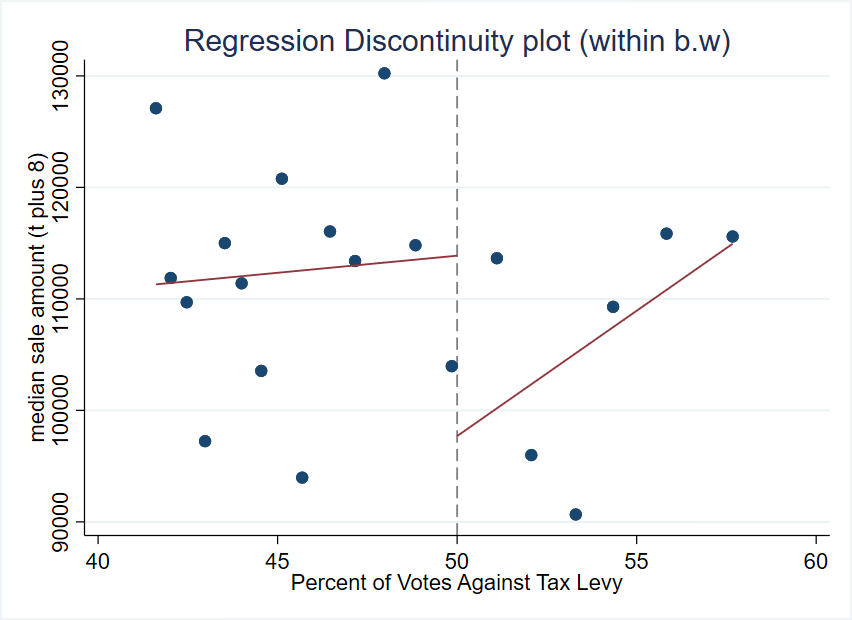 Regression Discontinuity plot (within b.w)
median sale amount (t plus 8)
130000
120000
110000
100000
90000
40 45 50 55 60
Percent of Votes Against Tax Levy